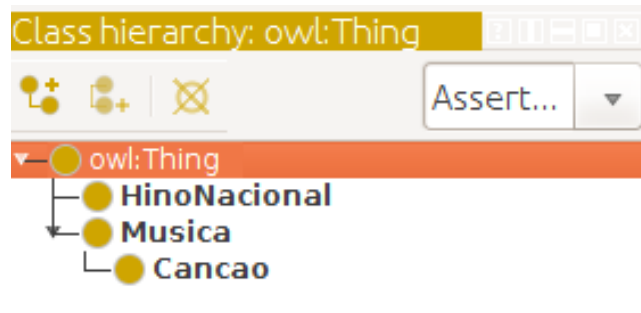 Class hierarchy: owl:Thing
Assert...
owl:Thing
HinoNacional
Musica
Cancao